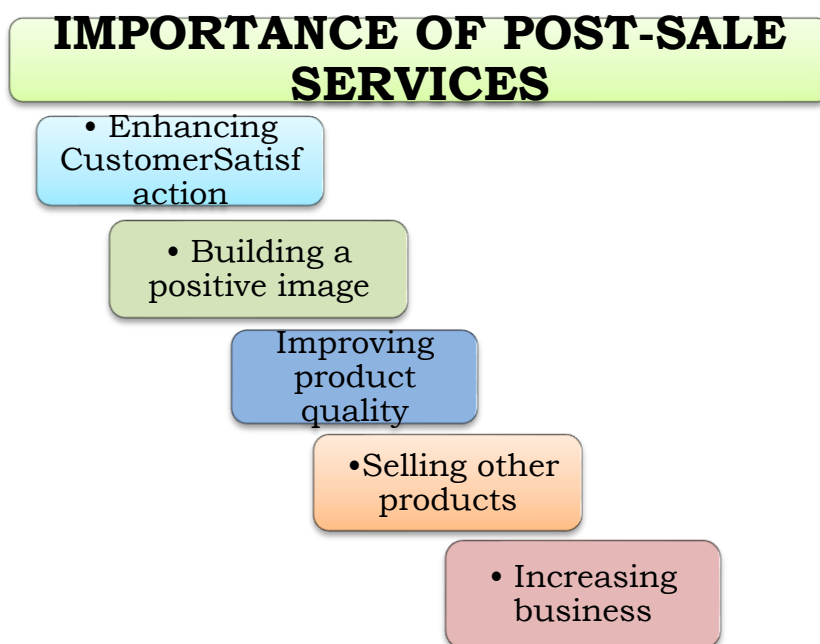 IMPORTANCE OF POST-SALE
SERVICES
• Enhancing
CustomerSatisf
action
• Building a
positive image
Improving
product
quality
•Selling other
products
• Increasing
business